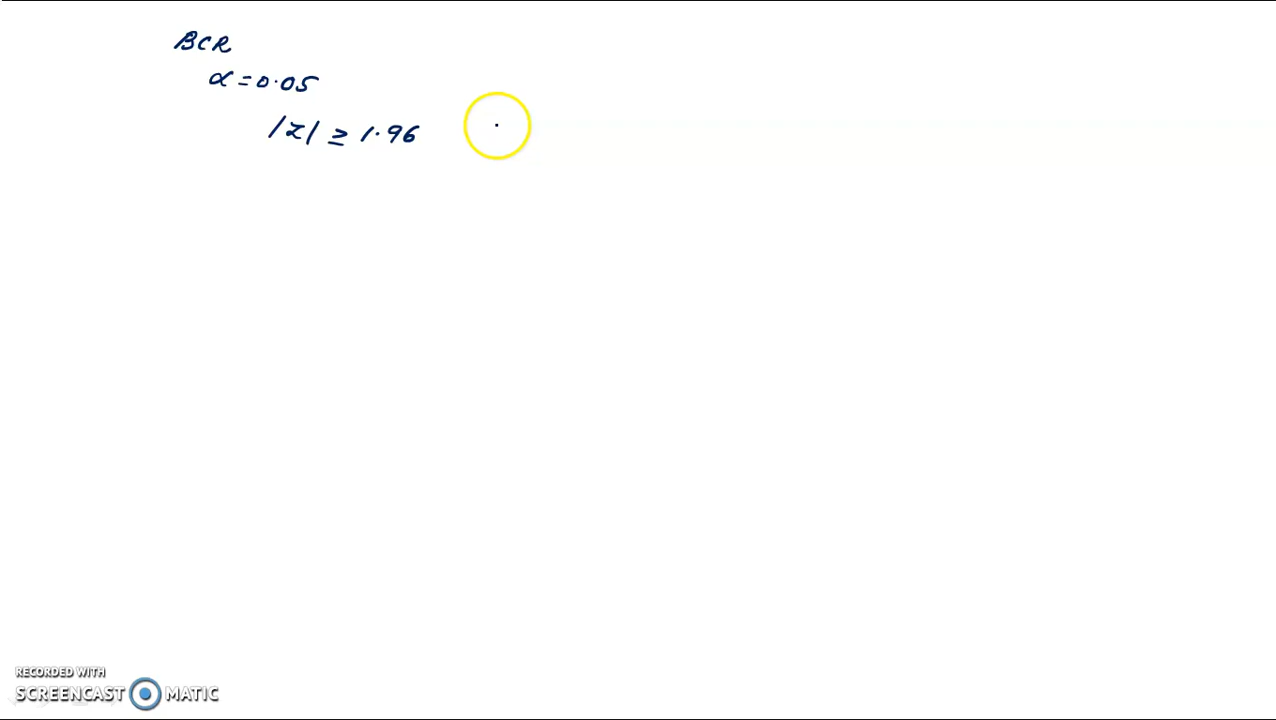 BCR
α = 0.05
|z| ≥ 1.96
RECORDED WITH
SCREENCAST MATIC